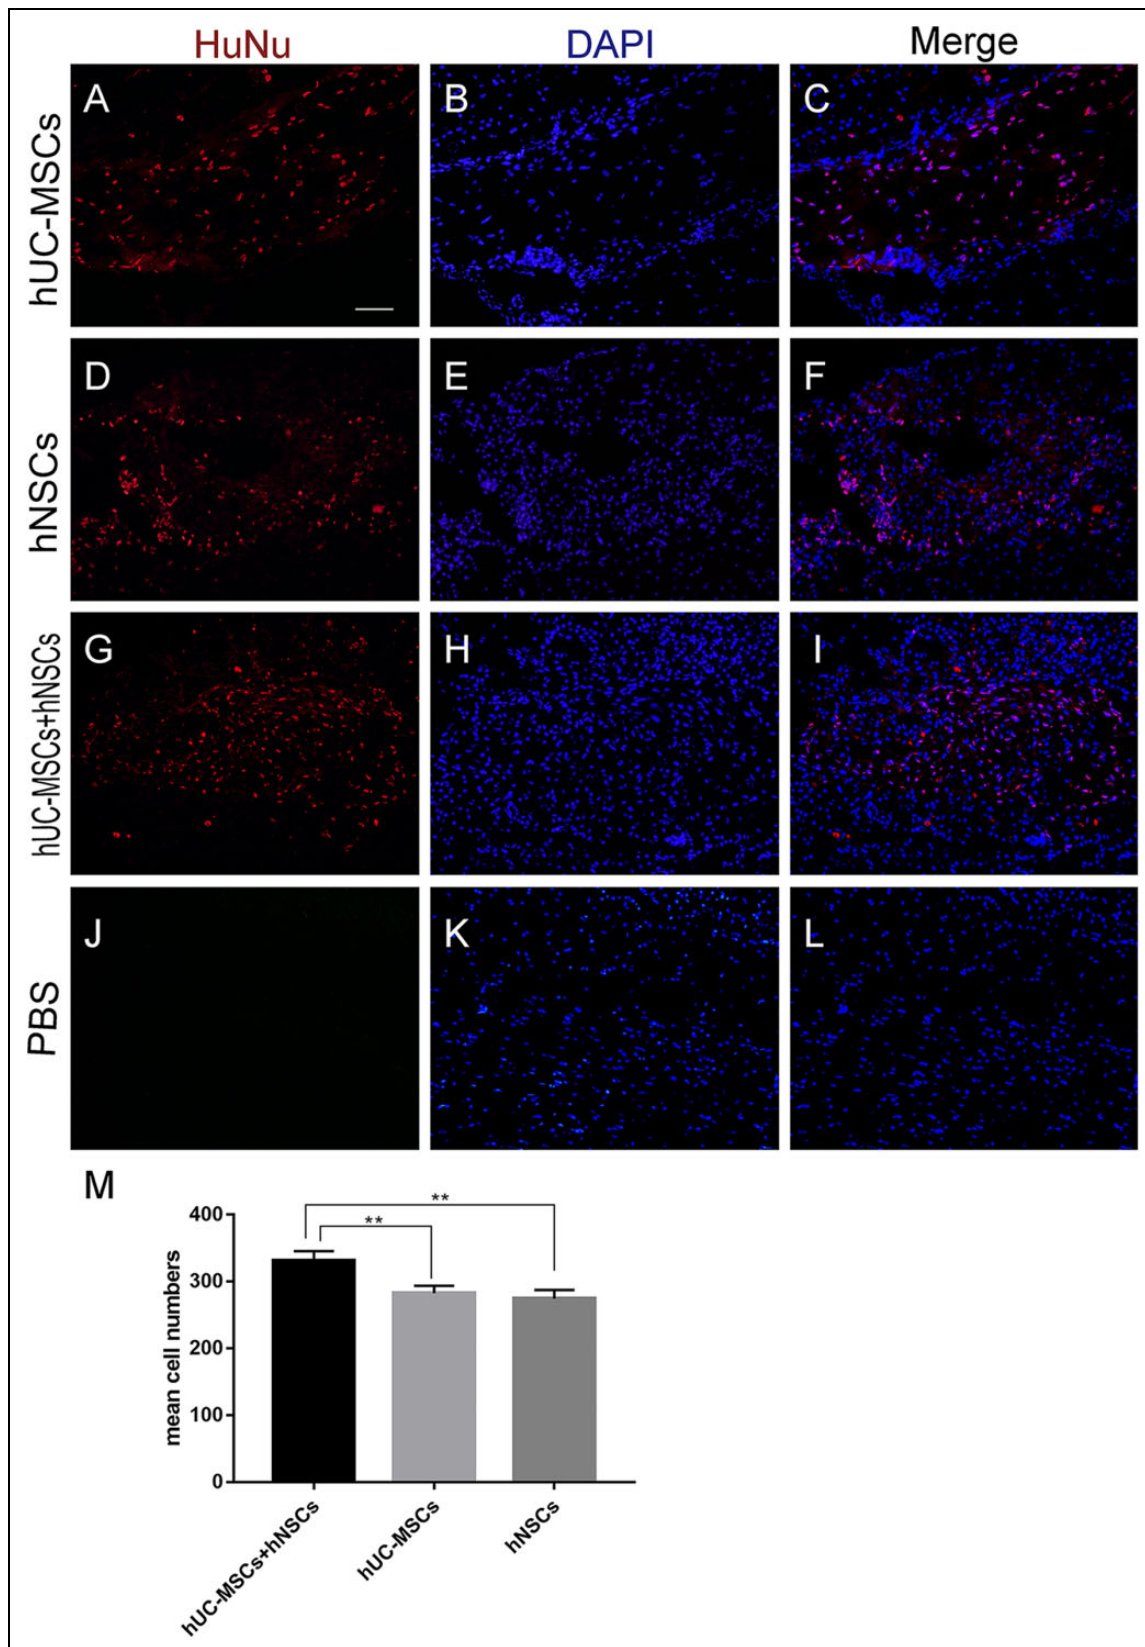 HuNu DAPI Merge
hUC-MSCs
A B C
hNSCs
D E F
hUC-MSCs+hNSCs
G H I
PBS
J K L
M
**
**
400
300
200
100
0
mean cell numbers
hUC-MSCs+hNSCs
hUC-MSCs
hNSCs